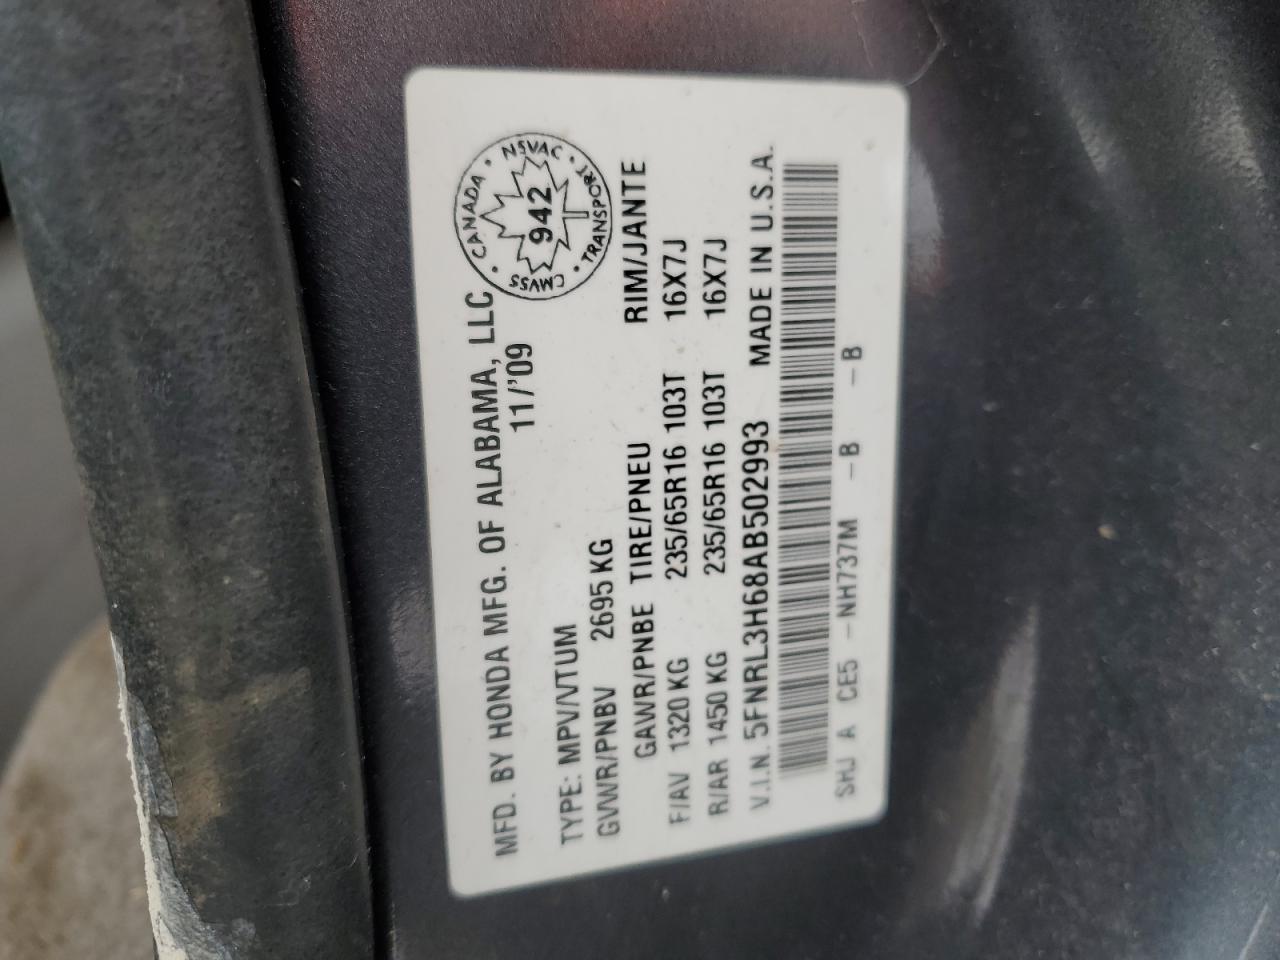 MFD. BY HONDA MFG. OF ALABAMA, LLC
11/'09
CANADA • NSVAC • TRANSPORT • CMVSS •
942
TYPE: MPV/VTUM
GVWR/PNBV 2695 KG
GAWR/PNBE TIRE/PNEU RIM/JANTE
F/AV 1320 KG 235/65R16 103T 16X7J
R/AR 1450 KG 235/65R16 103T 16X7J
V.I.N. 5FNRL3H68AB502993 MADE IN U.S.A.
SHJ A CE5 -NH737M -B -B